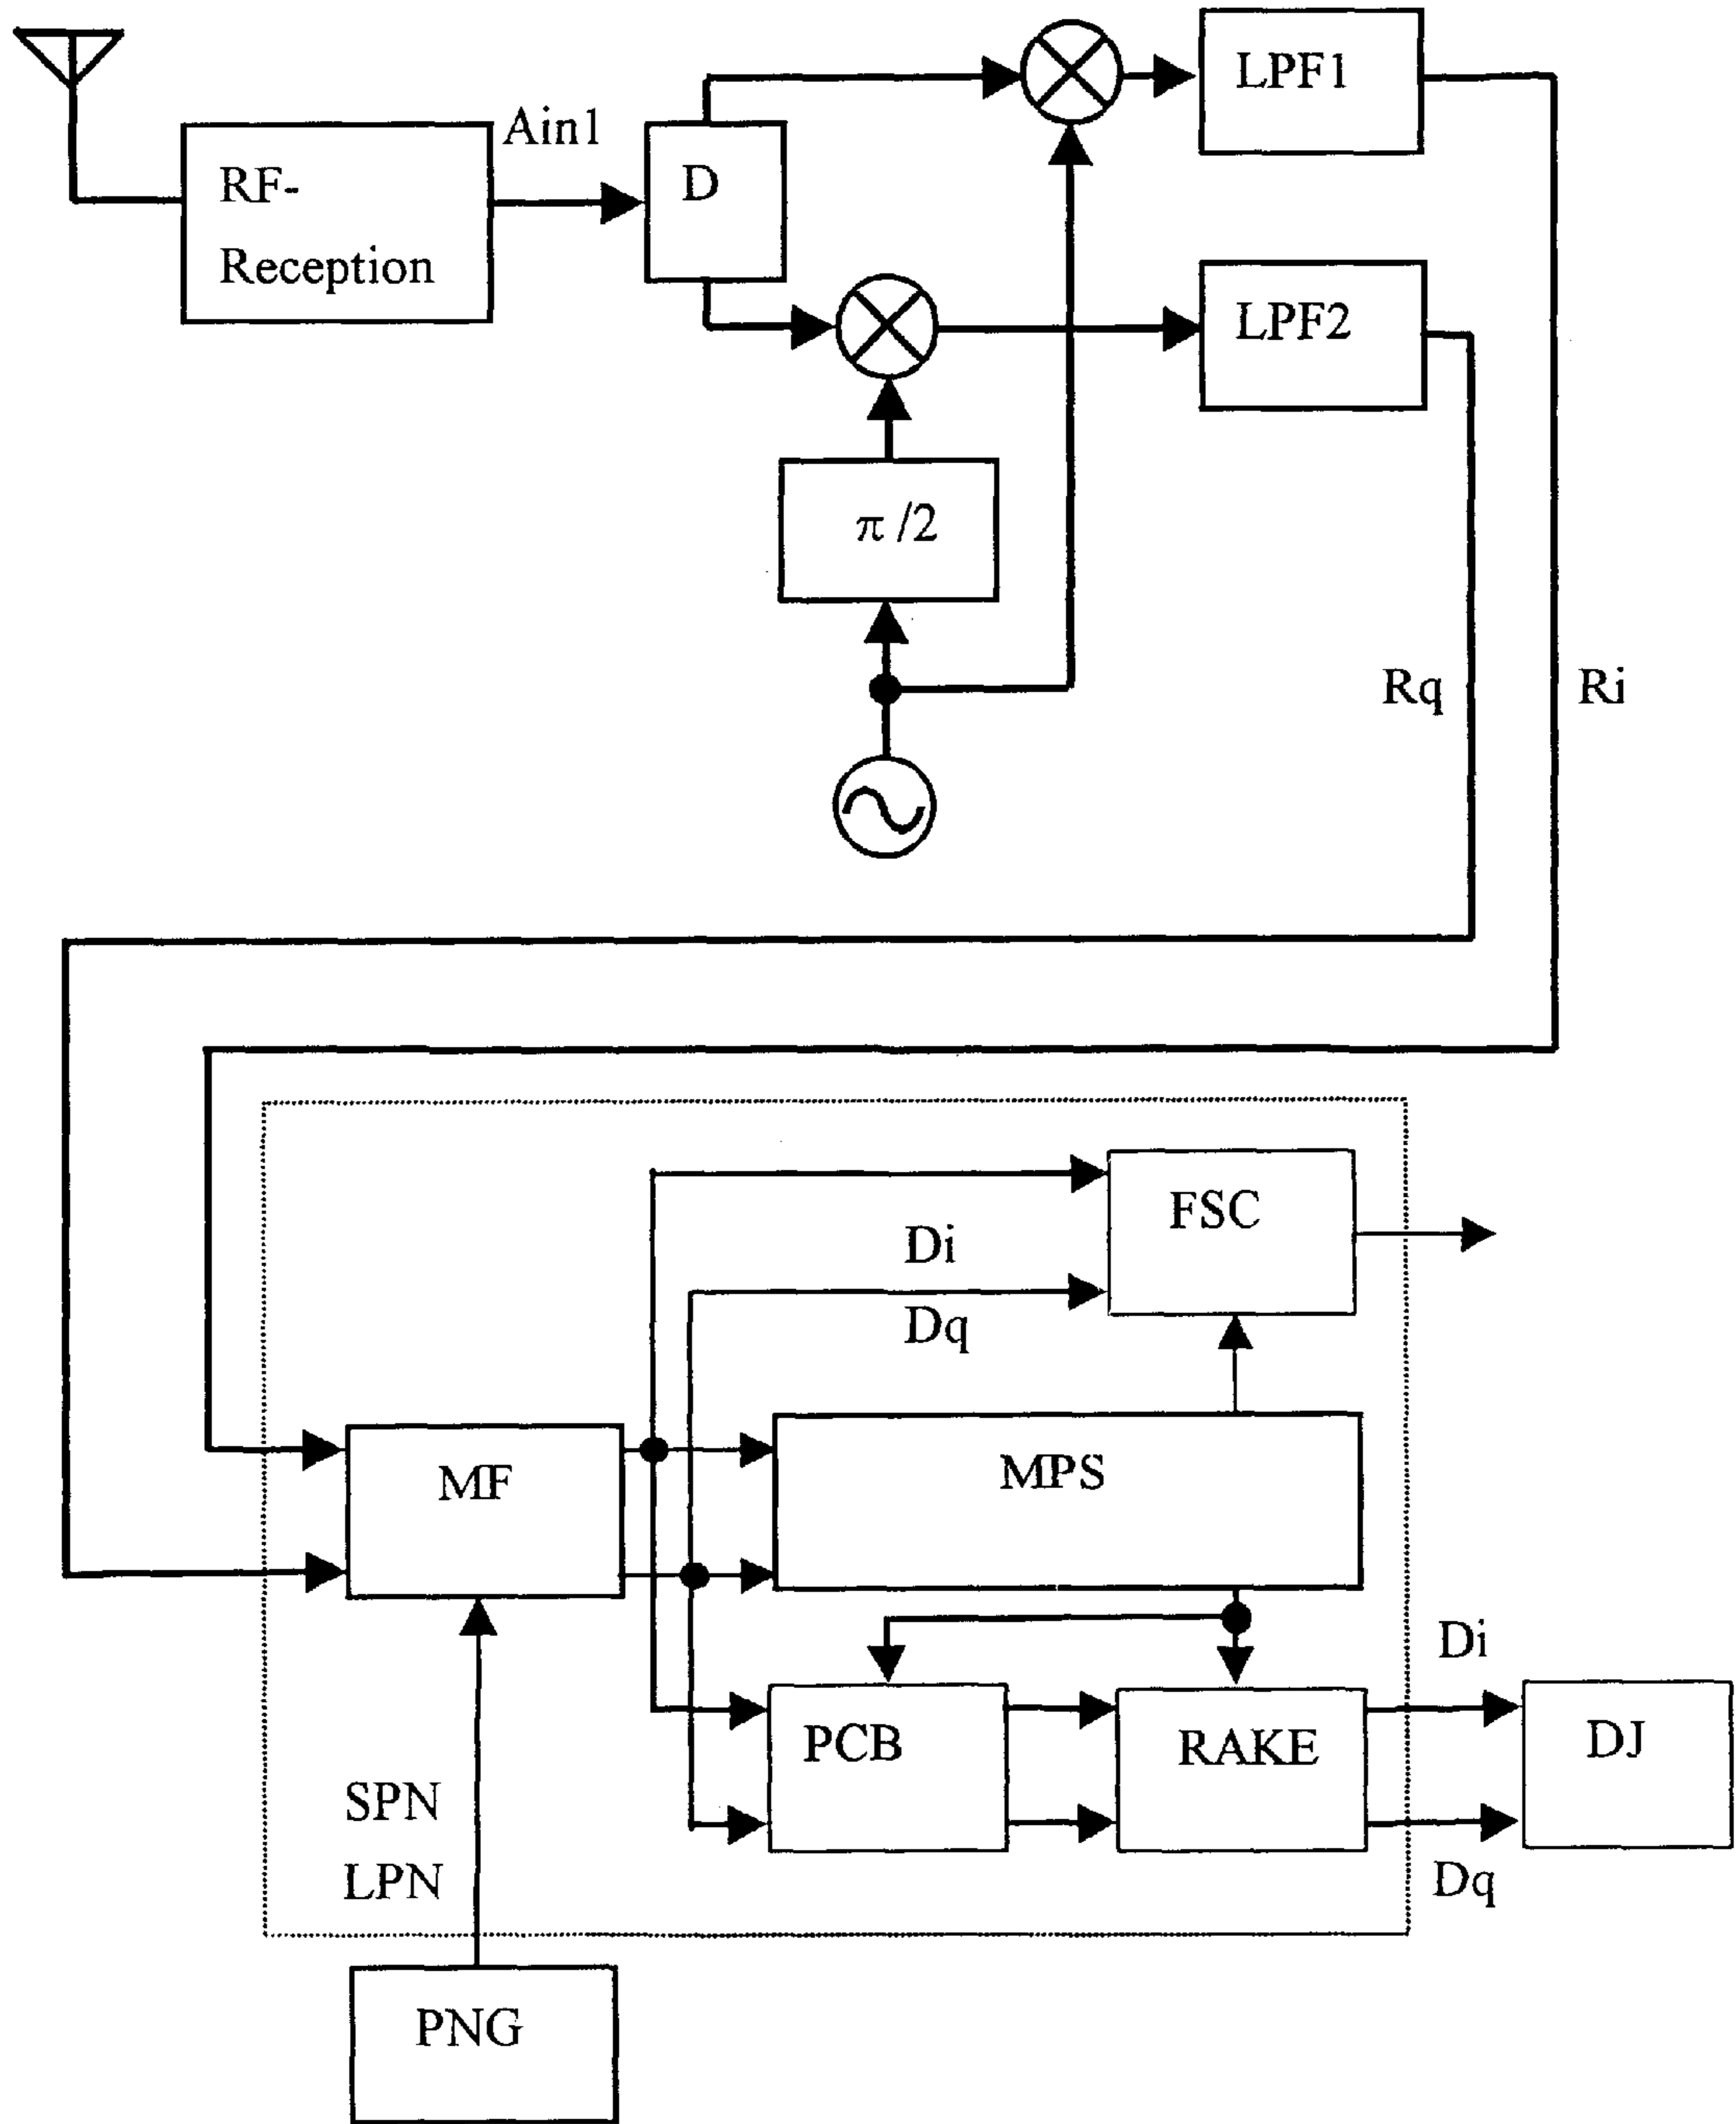 Ain1
LPF1
RF-
Reception
D
LPF2
π /2
Rq
Ri
FSC
Di
Dq
MF
MPS
Di
PCB
RAKE
DJ
SPN
LPN
Dq
PNG